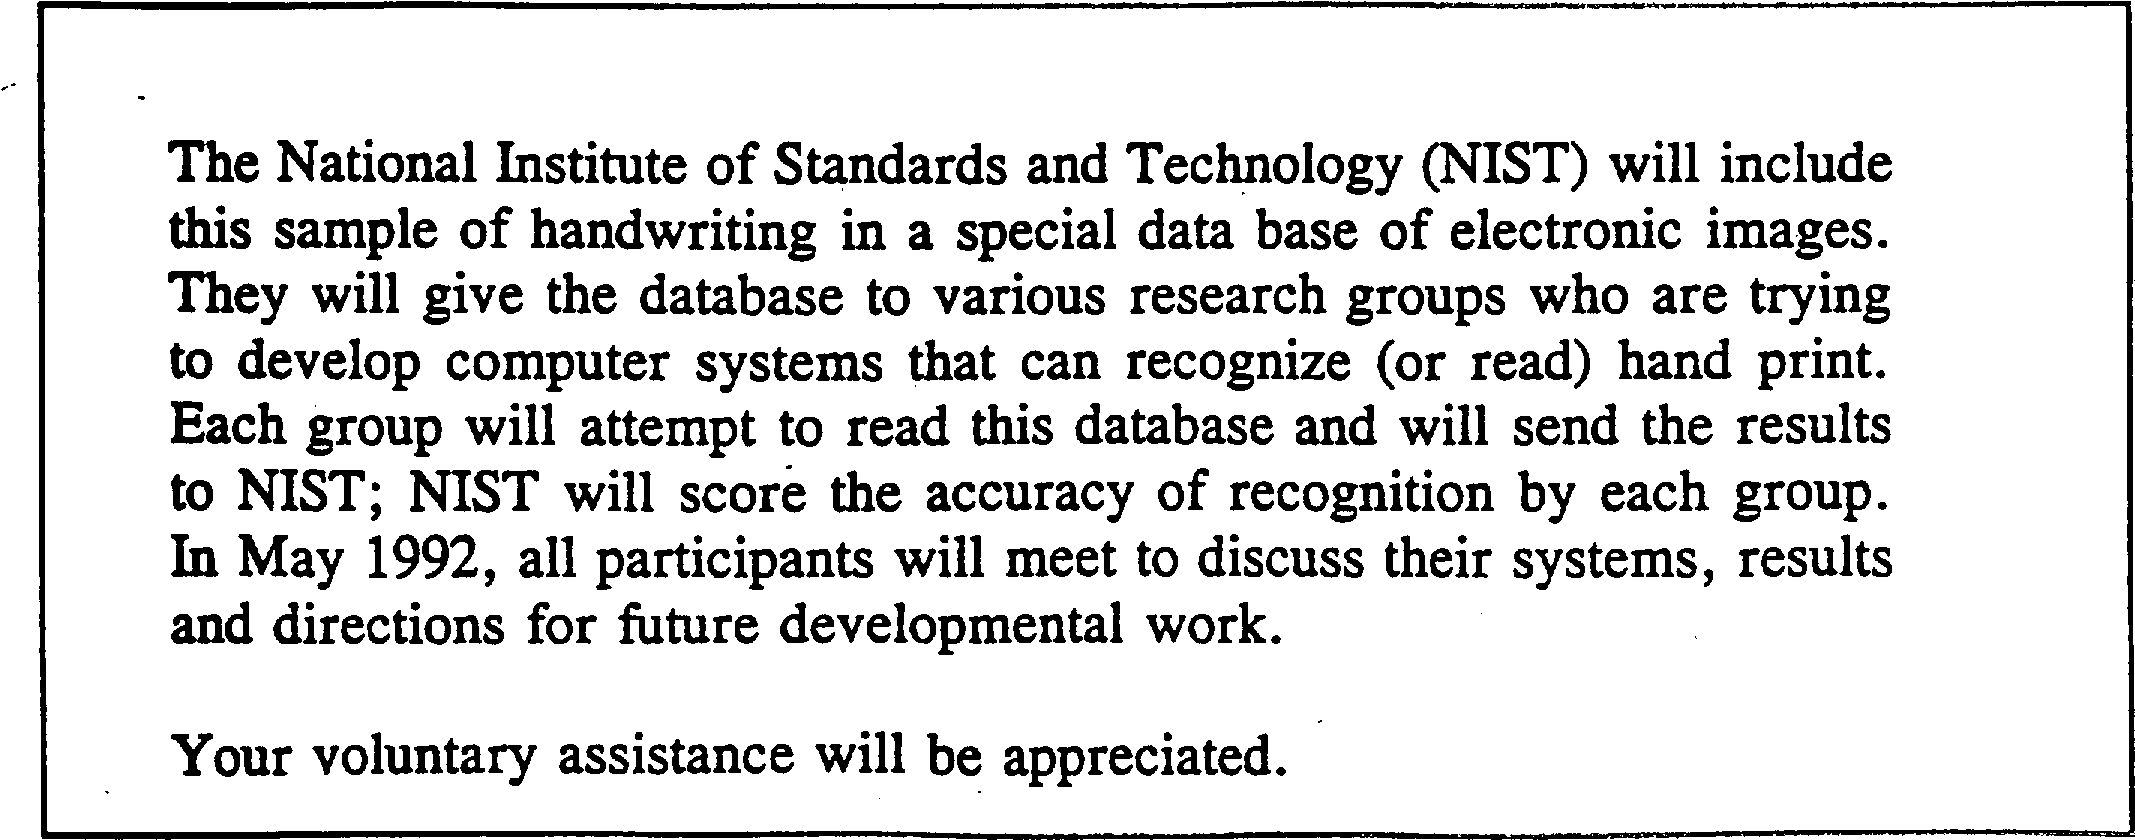 The National Institute of Standards and Technology (NIST) will include
this sample of handwriting in a special data base of electronic images.
They will give the database to various research groups who are trying
to develop computer systems that can recognize (or read) hand print.
Each group will attempt to read this database and will send the results
to NIST; NIST will score the accuracy of recognition by each group.
In May 1992, all participants will meet to discuss their systems, results
and directions for future developmental work.
Your voluntary assistance will be appreciated.